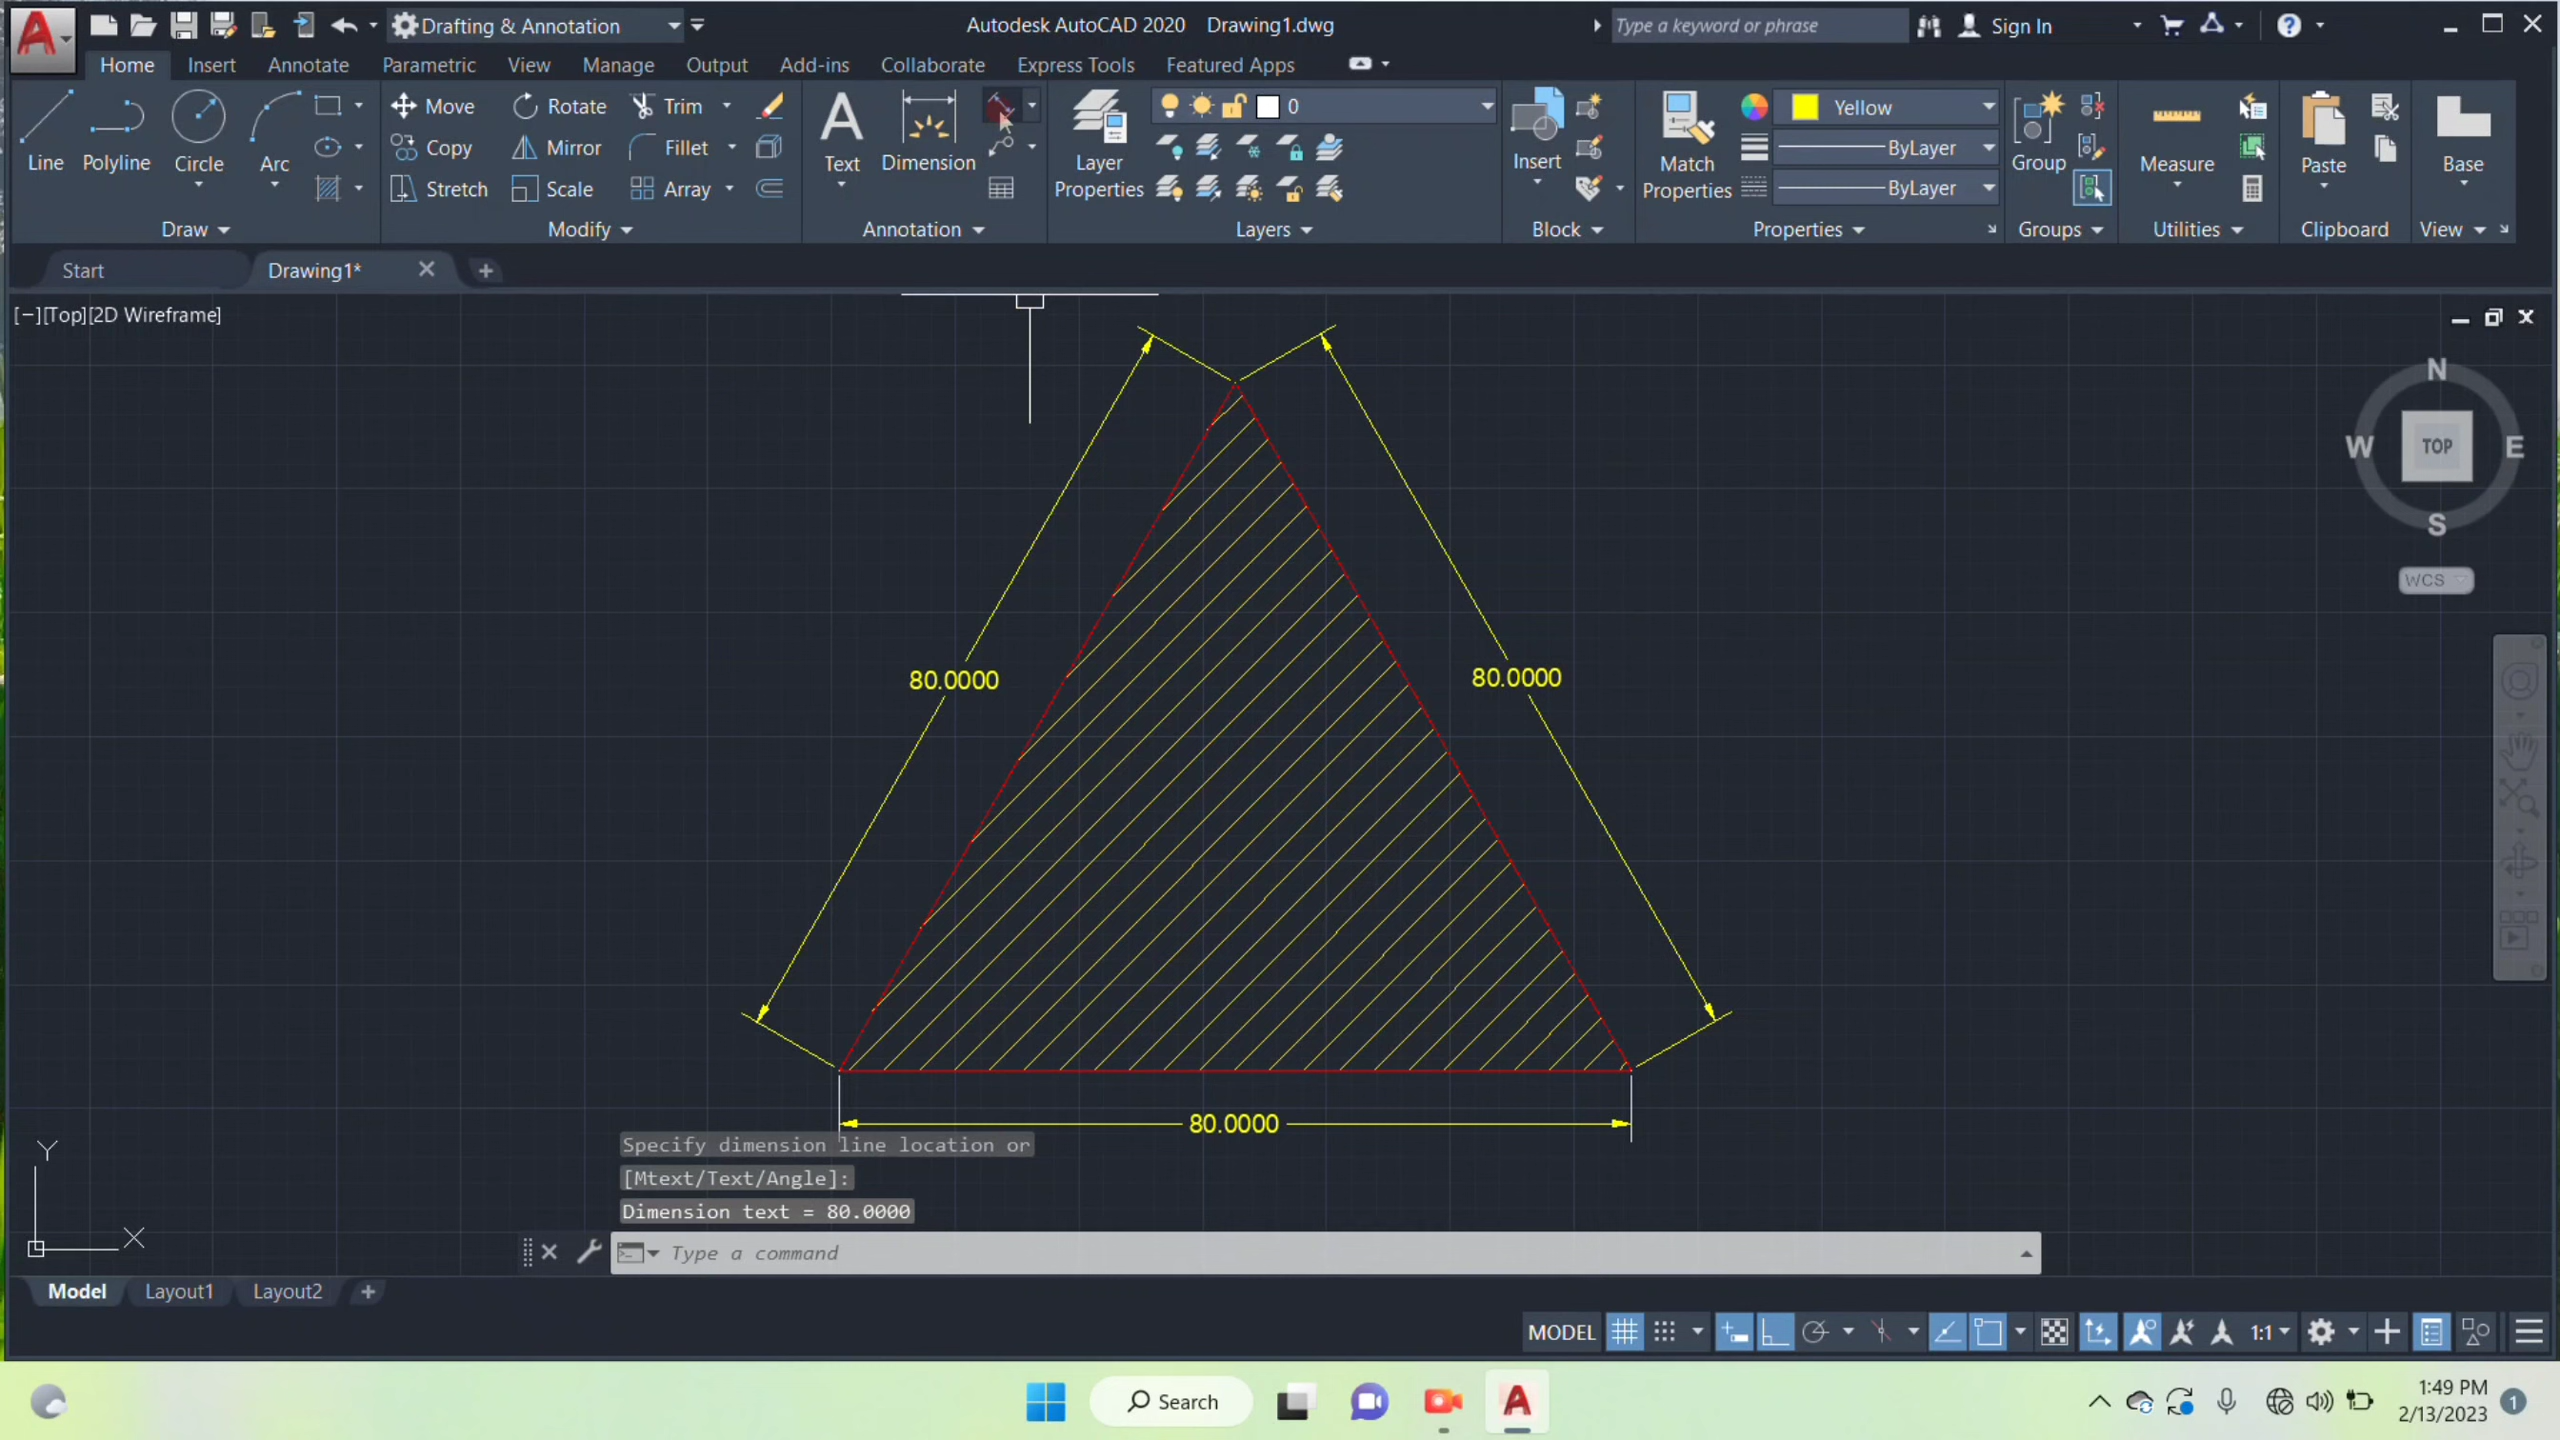 Drafting & Annotation
Autodesk AutoCAD 2020 Drawing1.dwg
Type a keyword or phrase
Sign In
Home Insert Annotate Parametric View Manage Output Add-ins Collaborate Express Tools Featured Apps
Line Polyline Circle Arc
Move Rotate Trim
Copy Mirror Fillet
Stretch Scale Array
Text Dimension
Layer Properties
0
Insert
Match Properties
Yellow
ByLayer
ByLayer
Group
Measure
Paste
Base
Draw Modify Annotation Layers Block Properties Groups Utilities Clipboard View
Start Drawing1*
[−][Top][2D Wireframe]
N
W TOP E
S
WCS
80.0000
80.0000
80.0000
Y
X
Specify dimension line location or
[Mtext/Text/Angle]:
Dimension text = 80.0000
Type a command
Model Layout1 Layout2
MODEL
1:1
Search
1:49 PM
2/13/2023
1